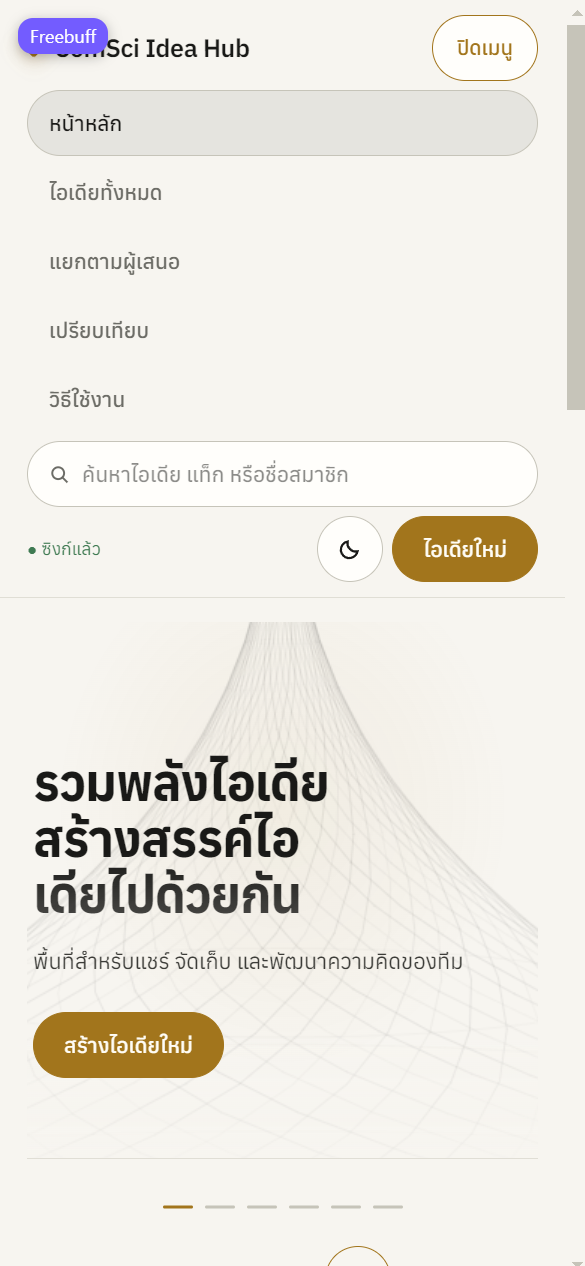 Freebuff
Sci Idea Hub
ปิดเมนู
หน้าหลัก
ไอเดียทั้งหมด
แยกตามผู้เสนอ
เปรียบเทียบ
วิธีใช้งาน
ค้นหาไอเดีย แท็ก หรือชื่อสมาชิก
ซิงก์แล้ว
ไอเดียใหม่
รวมพลังไอเดีย
สร้างสรรค์ไอ
เดียไปด้วยกัน
พื้นที่สำหรับแชร์ จัดเก็บ และพัฒนาความคิดของทีม
สร้างไอเดียใหม่